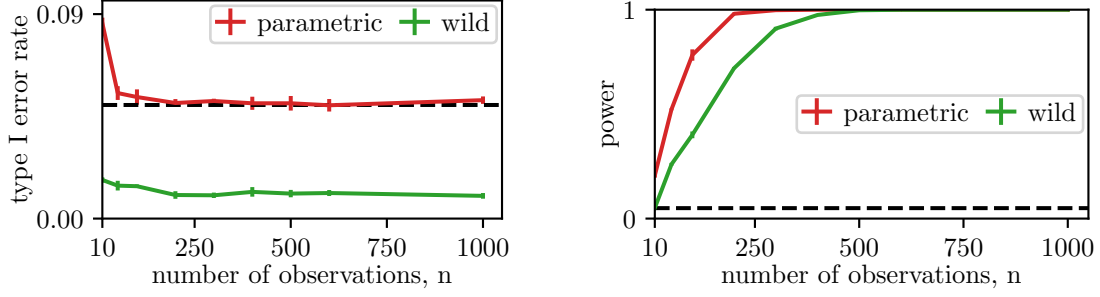 type I error rate
0.09
0.00
parametric
wild
10
250
500
750
1000
number of observations, n
power
1
0
parametric
wild
10
250
500
750
1000
number of observations, n